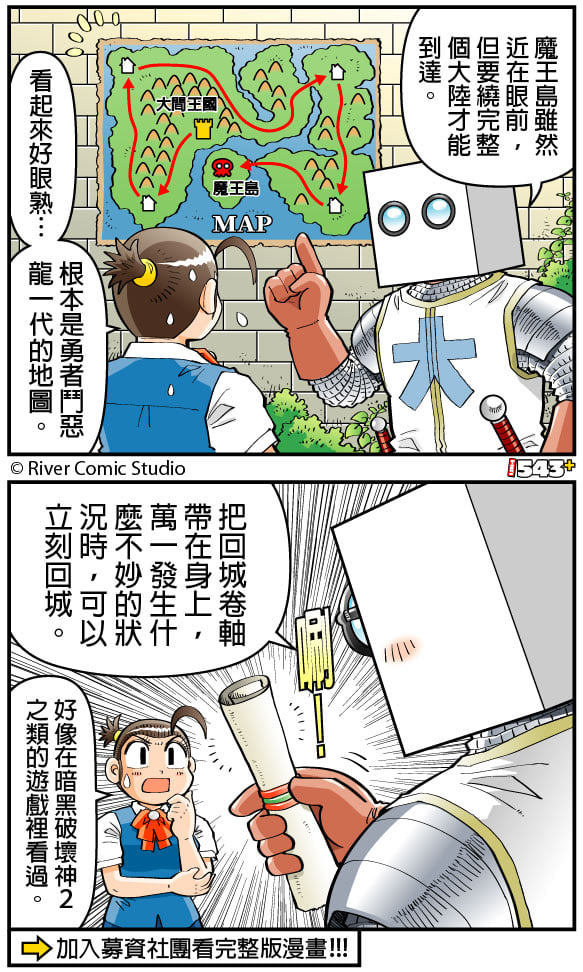 魔王島雖然
近在眼前，
但要繞完整
個大陸才能
到達。
大間王國
魔王島
MAP
看起來好眼熟…
根本是勇者鬥惡
龍一代的地圖。
大
© River Comic Studio
i543+
把回城卷軸
帶在身上，
萬一發生什
麼不妙的狀
況時，可以
立刻回城。
好像在暗黑破壞神2
之類的遊戲裡看過。
加入募資社團看完整版漫畫!!!